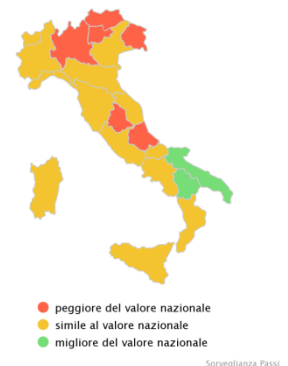 peggiore del valore nazionale
simile al valore nazionale
migliore del valore nazionale
Sorveglianza Passi